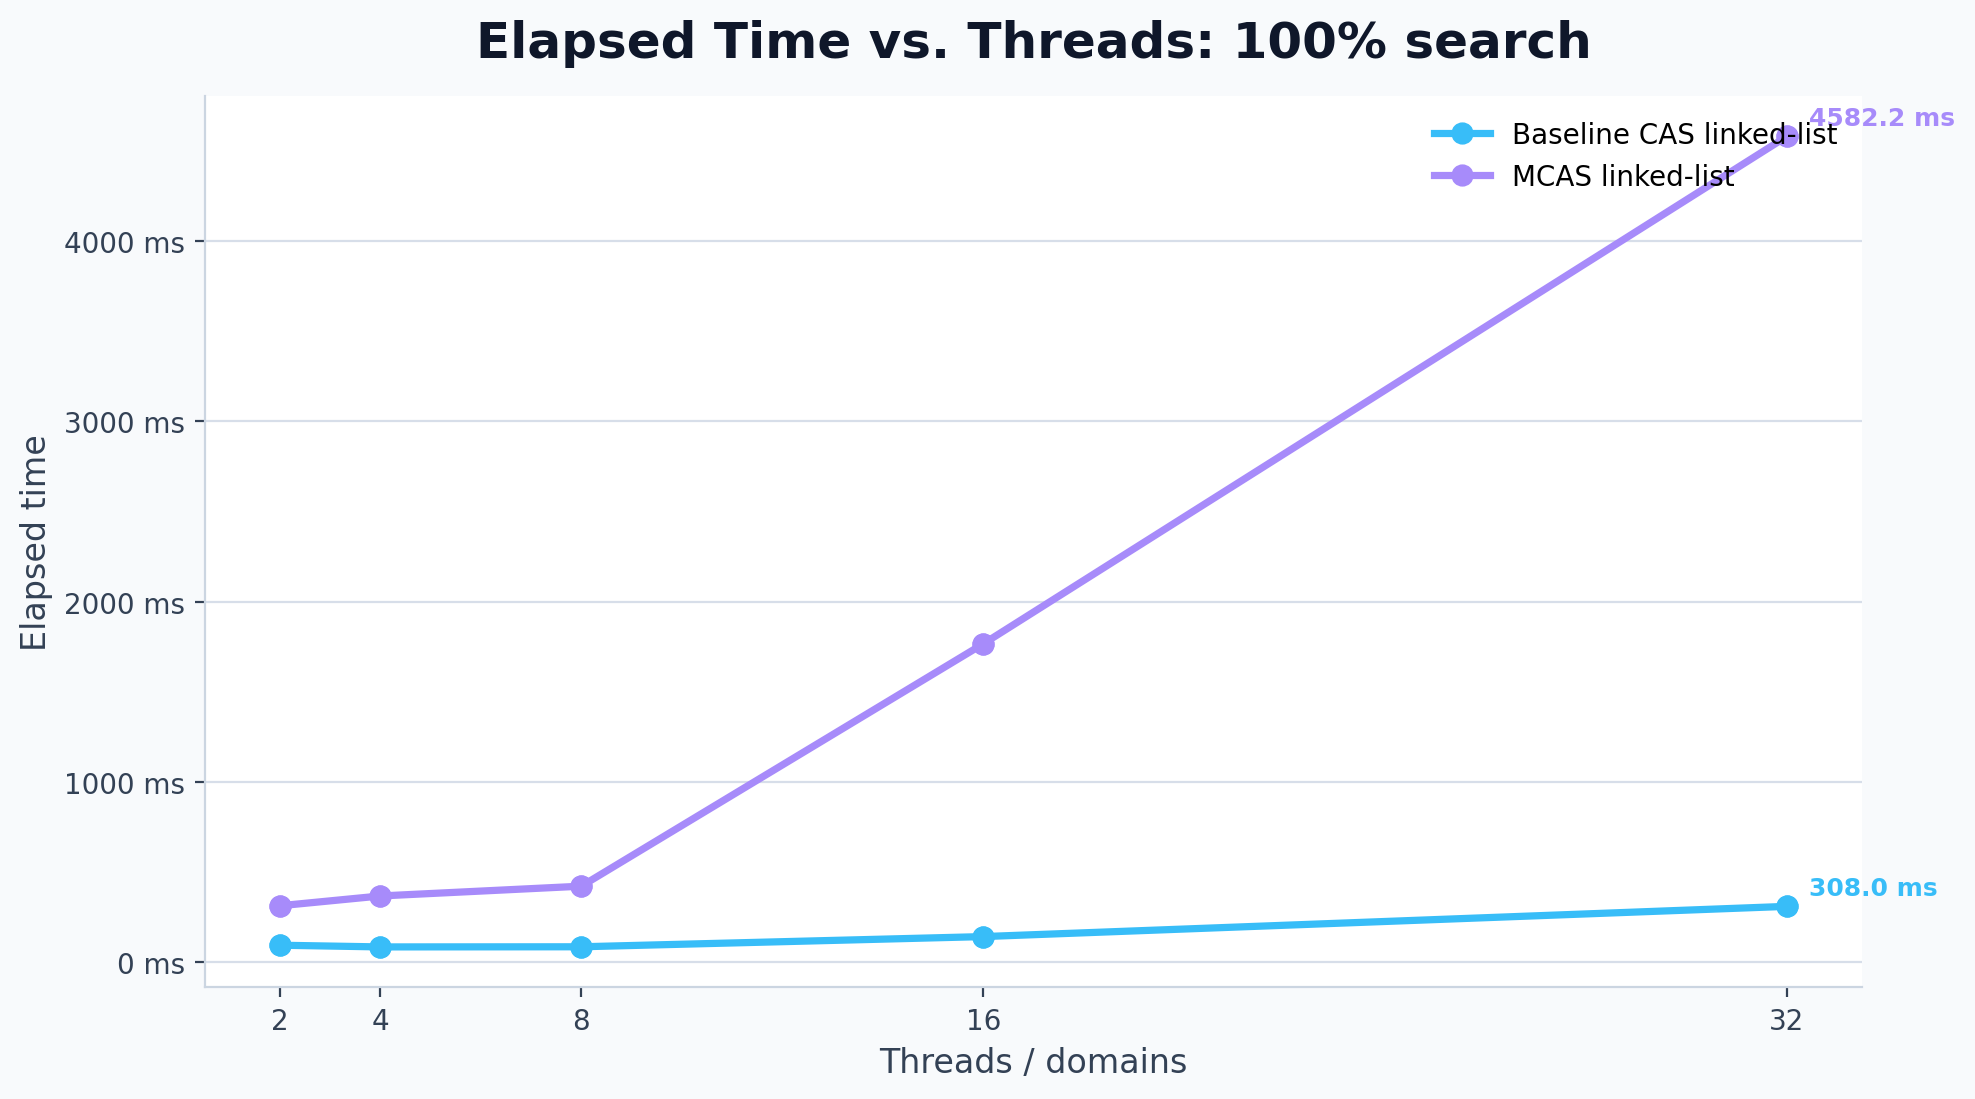 Elapsed Time vs. Threads: 100% search
4582.2 ms
Baseline CAS linked-list
MCAS linked-list
4000 ms
3000 ms
2000 ms
1000 ms
0 ms
Elapsed time
308.0 ms
2 4 8 16 32
Threads / domains